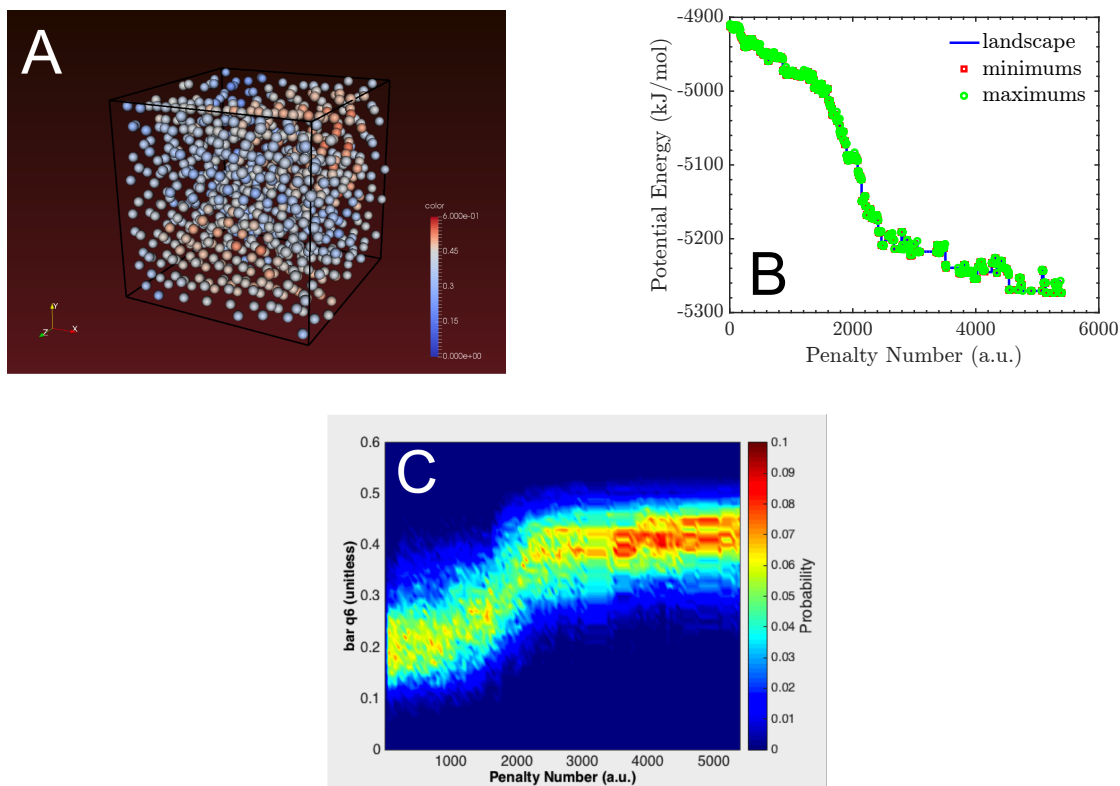 A
color
6.000e-01
0.45
0.3
0.15
0.000e+00
Y
Z
X
-4900
-5000
-5100
-5200
-5300
Potential Energy (kJ/mol)
landscape
minimums
maximums
B
0
2000
4000
6000
Penalty Number (a.u.)
C
0.6
0.5
0.4
0.3
0.2
0.1
0
bar q6 (unitless)
1000
2000
3000
4000
5000
Penalty Number (a.u.)
0.1
0.09
0.08
0.07
0.06
0.05
0.04
0.03
0.02
0.01
0
Probability